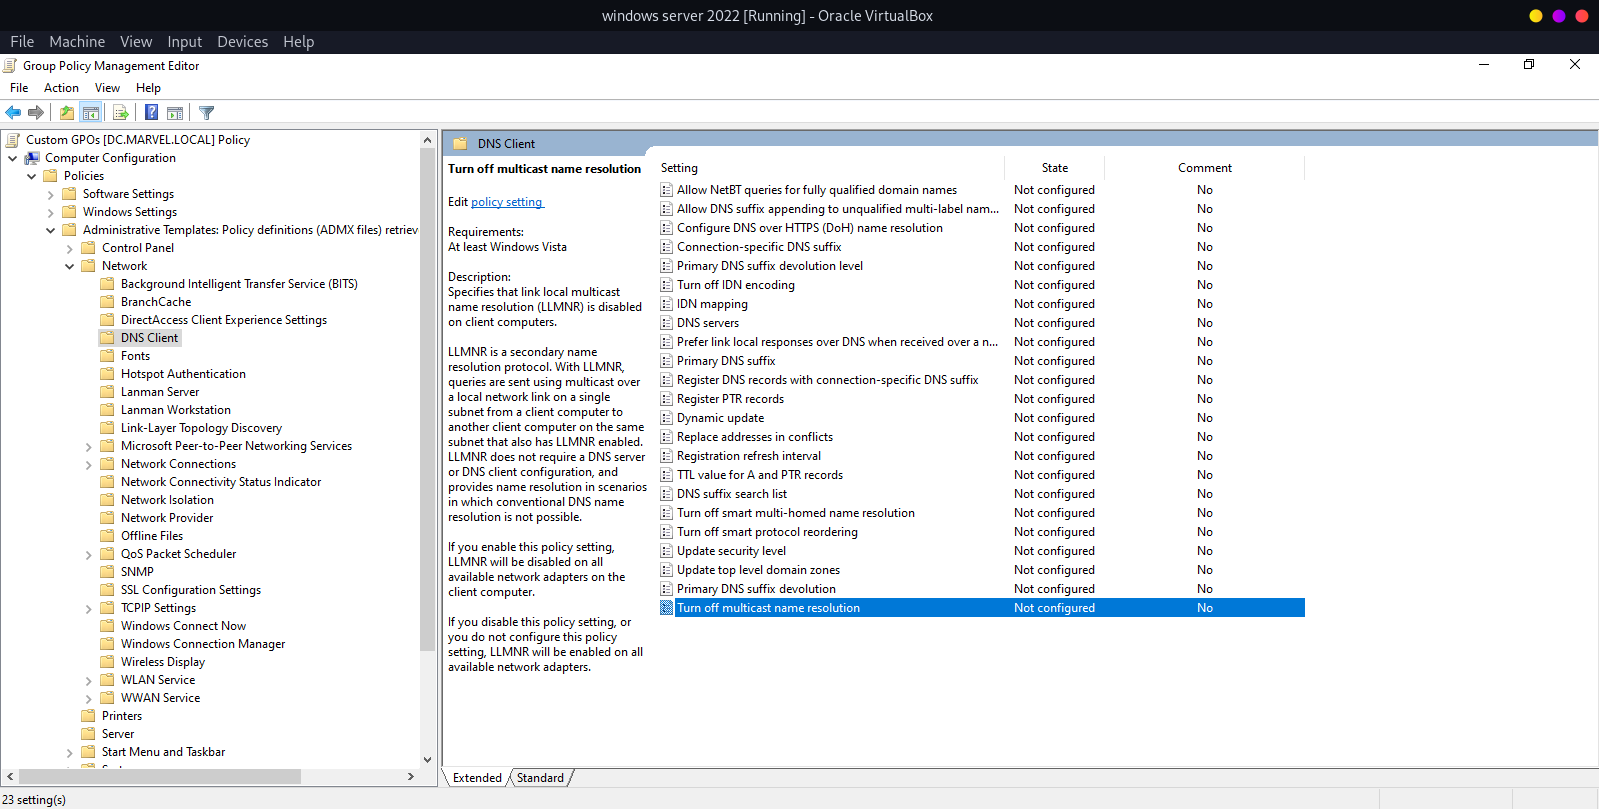 windows server 2022 [Running] - Oracle VirtualBox
File Machine View Input Devices Help
Group Policy Management Editor
File Action View Help
Custom GPOs [DC.MARVEL.LOCAL] Policy
Computer Configuration
Policies
Software Settings
Windows Settings
Administrative Templates: Policy definitions (ADMX files) retriev
Control Panel
Network
Background Intelligent Transfer Service (BITS)
BranchCache
DirectAccess Client Experience Settings
DNS Client
Fonts
Hotspot Authentication
Lanman Server
Lanman Workstation
Link-Layer Topology Discovery
Microsoft Peer-to-Peer Networking Services
Network Connections
Network Connectivity Status Indicator
Network Isolation
Network Provider
Offline Files
QoS Packet Scheduler
SNMP
SSL Configuration Settings
TCPIP Settings
Windows Connect Now
Windows Connection Manager
Wireless Display
WLAN Service
WWAN Service
Printers
Server
Start Menu and Taskbar
DNS Client
Turn off multicast name resolution
Edit policy setting
Requirements:
At least Windows Vista
Description:
Specifies that link local multicast
name resolution (LLMNR) is disabled
on client computers.
LLMNR is a secondary name
resolution protocol. With LLMNR,
queries are sent using multicast over
a local network link on a single
subnet from a client computer to
another client computer on the same
subnet that also has LLMNR enabled.
LLMNR does not require a DNS server
or DNS client configuration, and
provides name resolution in scenarios
in which conventional DNS name
resolution is not possible.
If you enable this policy setting,
LLMNR will be disabled on all
available network adapters on the
client computer.
If you disable this policy setting, or
you do not configure this policy
setting, LLMNR will be enabled on all
available network adapters.
Setting State Comment
Allow NetBT queries for fully qualified domain names Not configured No
Allow DNS suffix appending to unqualified multi-label nam... Not configured No
Configure DNS over HTTPS (DoH) name resolution Not configured No
Connection-specific DNS suffix Not configured No
Primary DNS suffix devolution level Not configured No
Turn off IDN encoding Not configured No
IDN mapping Not configured No
DNS servers Not configured No
Prefer link local responses over DNS when received over a n... Not configured No
Primary DNS suffix Not configured No
Register DNS records with connection-specific DNS suffix Not configured No
Register PTR records Not configured No
Dynamic update Not configured No
Replace addresses in conflicts Not configured No
Registration refresh interval Not configured No
TTL value for A and PTR records Not configured No
DNS suffix search list Not configured No
Turn off smart multi-homed name resolution Not configured No
Turn off smart protocol reordering Not configured No
Update security level Not configured No
Update top level domain zones Not configured No
Primary DNS suffix devolution Not configured No
Turn off multicast name resolution Not configured No
Extended Standard
23 setting(s)